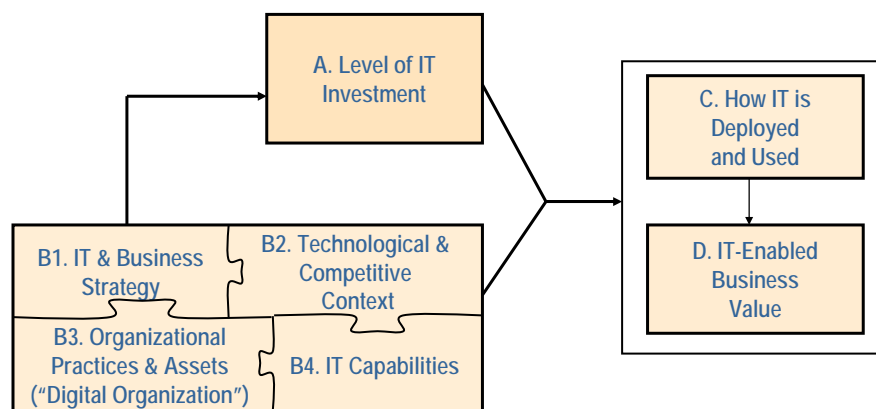 A. Level of IT
Investment
C. How IT is
Deployed
and Used
B1. IT & Business
Strategy
B2. Technological &
Competitive
Context
D. IT-Enabled
Business
Value
B3. Organizational
Practices & Assets
(“Digital Organization”)
B4. IT Capabilities